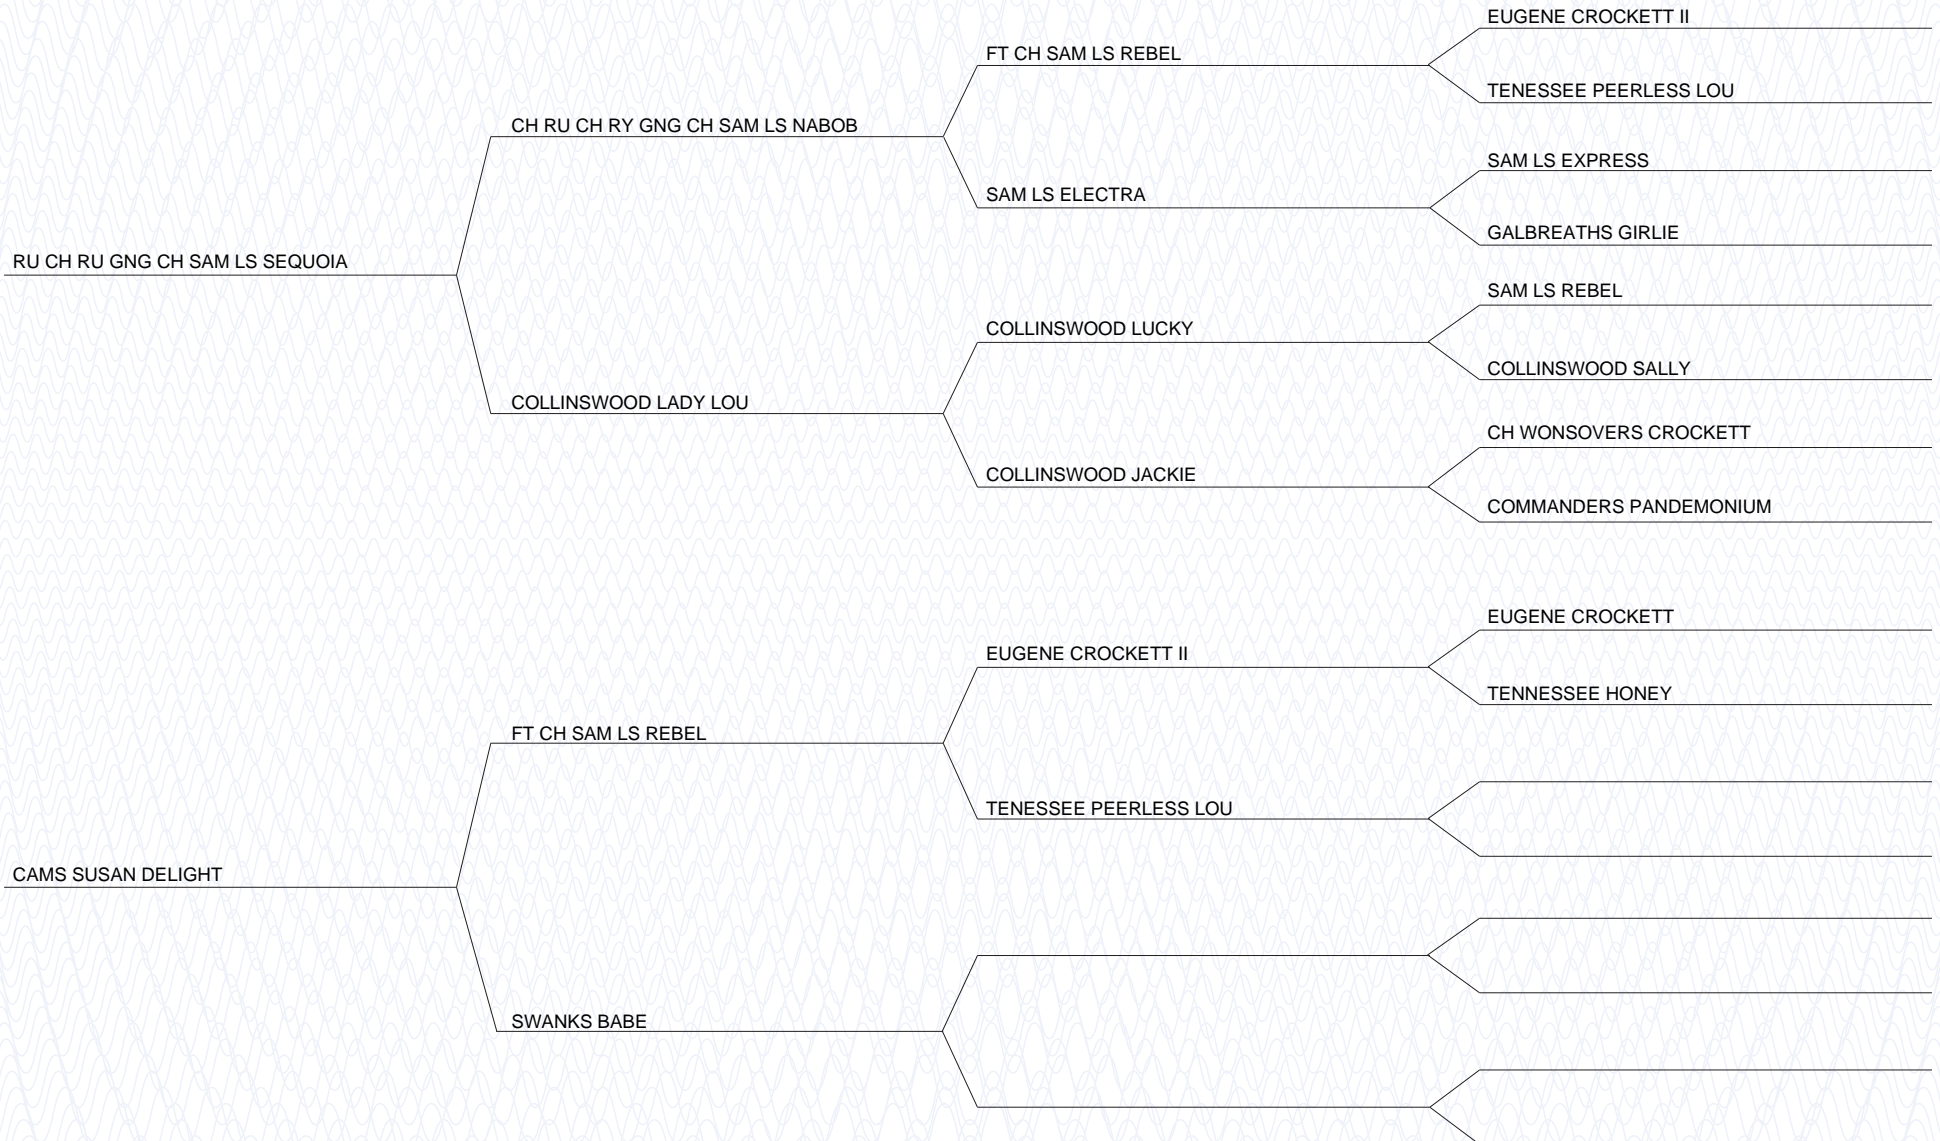 EUGENE CROCKETT II
FT CH SAM LS REBEL
TENESSEE PEERLESS LOU
CH RU CH RY GNG CH SAM LS NABOB
SAM LS EXPRESS
SAM LS ELECTRA
GALBREATHS GIRLIE
RU CH RU GNG CH SAM LS SEQUOIA
SAM LS REBEL
COLLINSWOOD LUCKY
COLLINSWOOD SALLY
COLLINSWOOD LADY LOU
CH WONSOVERS CROCKETT
COLLINSWOOD JACKIE
COMMANDERS PANDEMONIUM
EUGENE CROCKETT
EUGENE CROCKETT II
TENNESSEE HONEY
FT CH SAM LS REBEL
TENESSEE PEERLESS LOU
CAMS SUSAN DELIGHT
SWANKS BABE